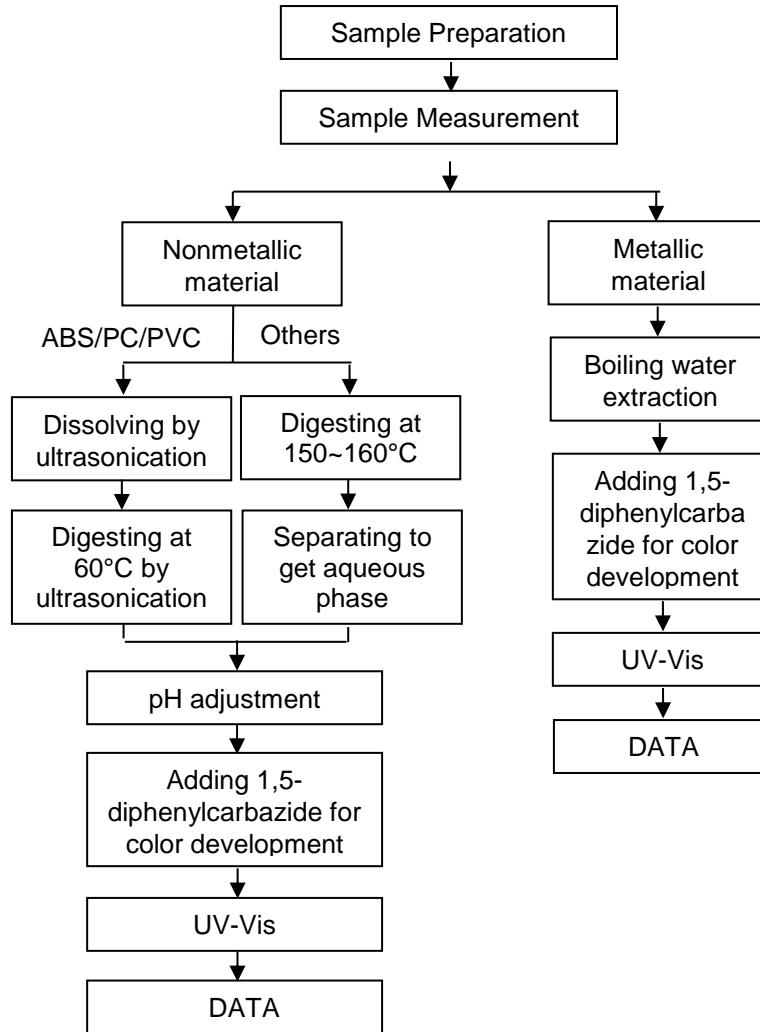 Sample Preparation
Sample Measurement
Nonmetallic
material
ABS/PC/PVC
Others
Dissolving by
ultrasonication
Digesting at
150~160°C
Digesting at
60°C by
ultrasonication
Separating to
get aqueous
phase
pH adjustment
Adding 1,5-
diphenylcarbazide for
color development
UV-Vis
DATA
Metallic
material
Boiling water
extraction
Adding 1,5-
diphenylcarba
zide for color
development
UV-Vis
DATA